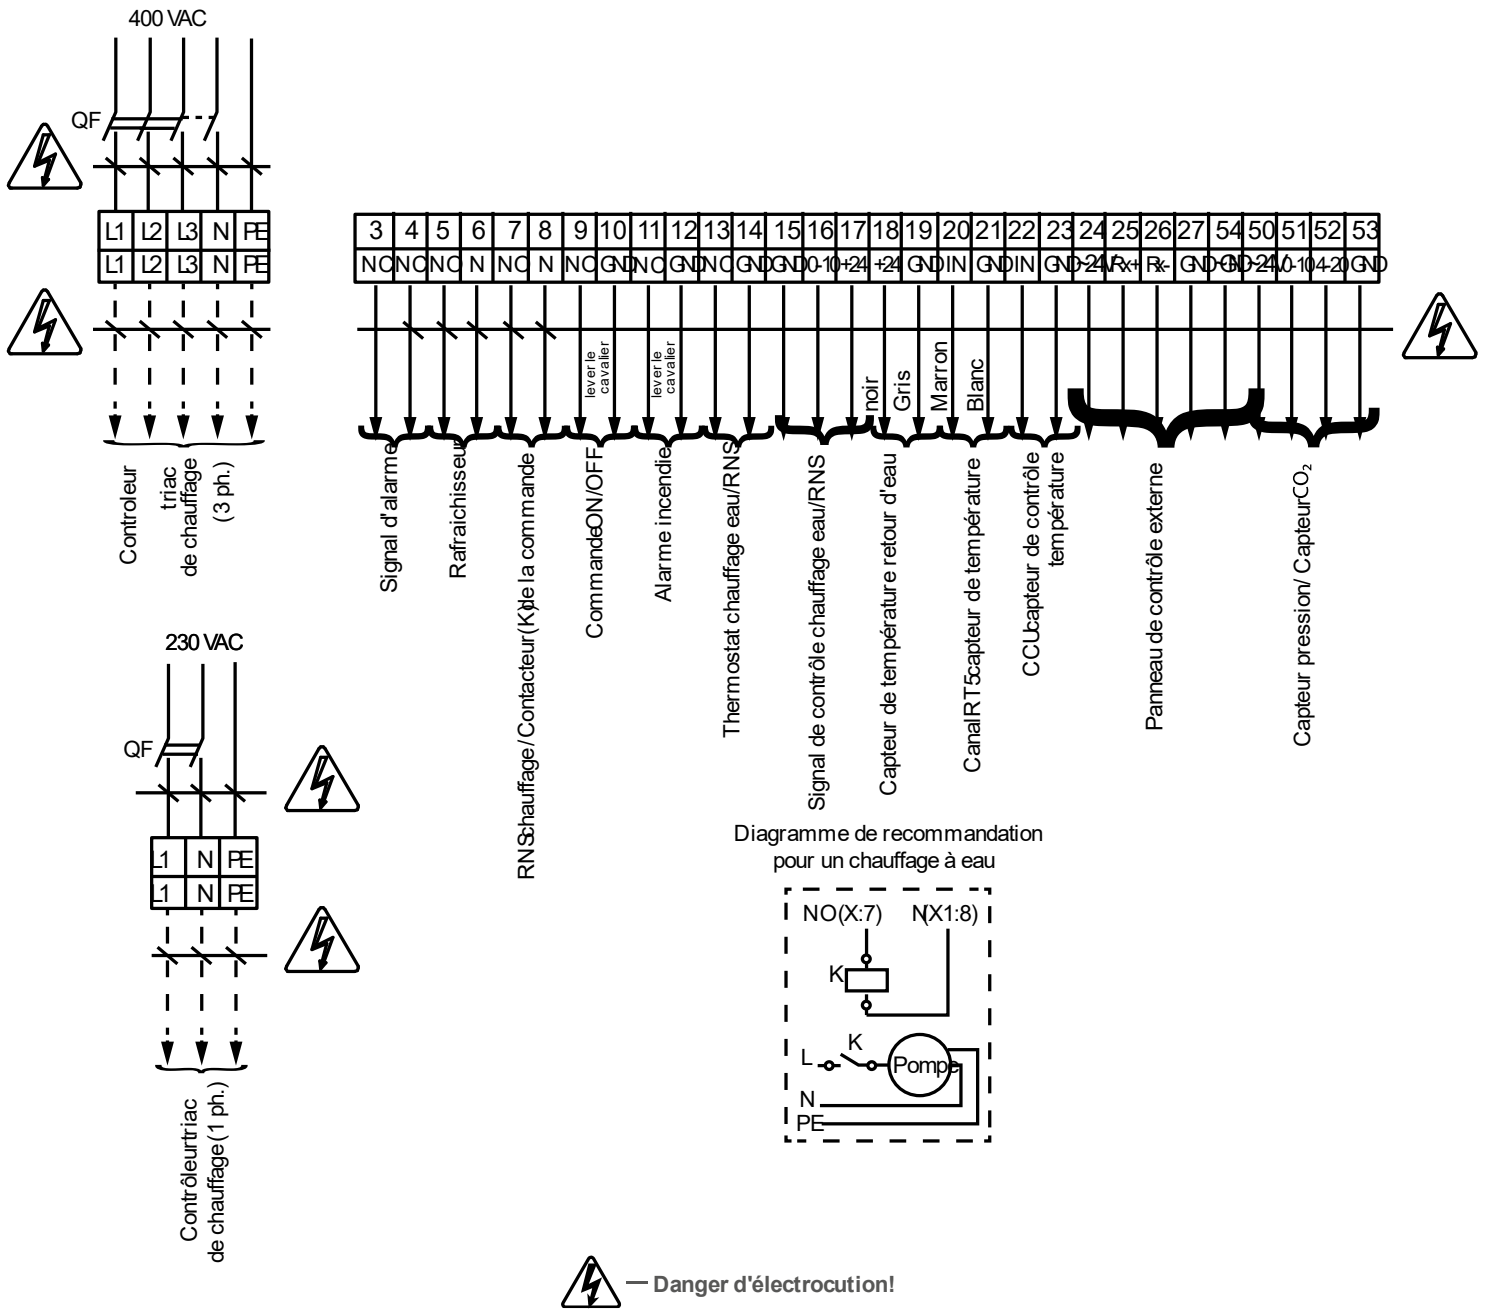 400 VAC
QF
L1 L2 L3 N PE
L1 L2 L3 N PE
Controleur
triac
de chauffage
(3 ph.)
3 4 5 6 7 8 9 10 11 12 13 14 15 16 17 18 19 20 21 22 23 24 25 26 27 54 50 51 52 53
NO NC NO N NO N NO GND NC GND NC GND GND 0-10 +24 +24 GND IN GND IN GND ~24V Rx+ Rx- GND ~GND ~24V 0-10 4-20 GND
lever le
cavalier
lever le
cavalier
noir
Gris
Marron
Blanc
Signal d'alarme
Rafraichisseur
RNS chauffage/ Contacteur (K) de la commande
Commande ON/OFF
Alarme incendie
Thermostat chauffage eau/RNS
Signal de contrôle chauffage eau/RNS
Capteur de température retour d'eau
Canal RT5 capteur de température
CCU capteur de contrôle
température
Panneau de contrôle externe
Capteur pression/ Capteur CO₂
230 VAC
QF
L1 N PE
L1 N PE
Contrôleur triac
de chauffage (1 ph.)
Diagramme de recommandation
pour un chauffage à eau
NO(X:7) N(X1:8)
K
K
L
Pompe
N
PE
— Danger d'électrocution!